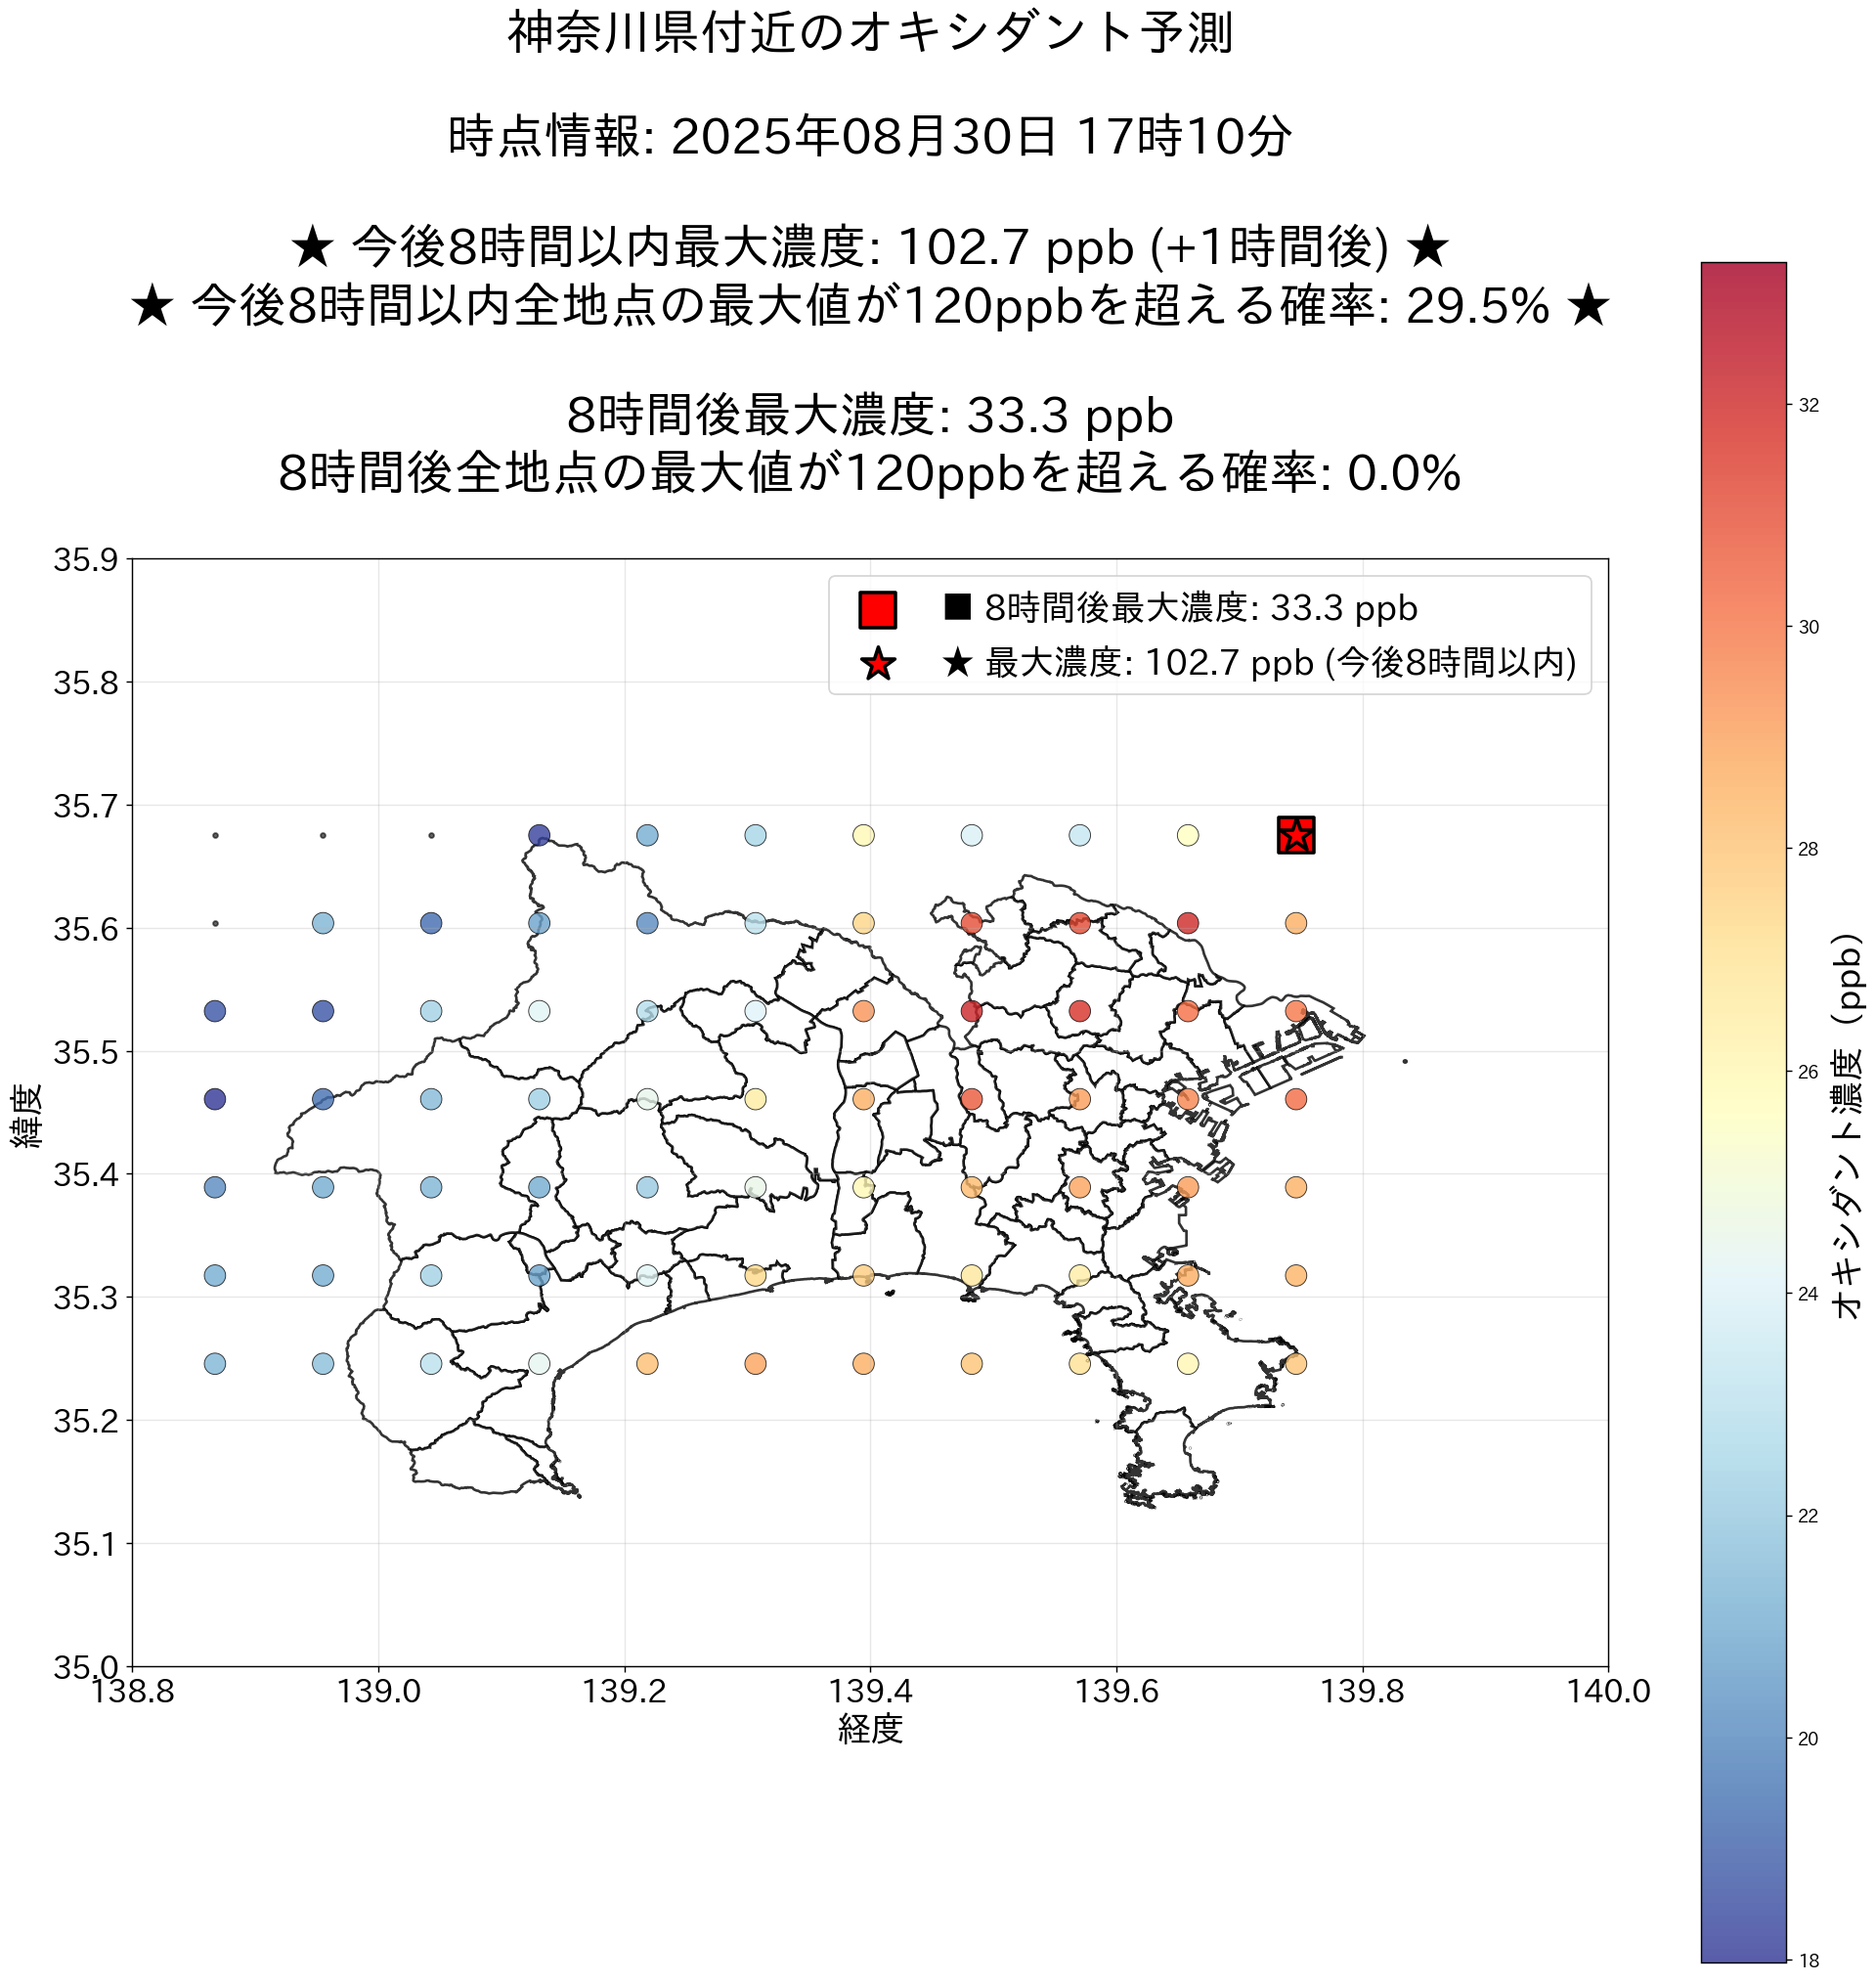 神奈川県付近のオキシダント予測
時点情報: 2025年08月30日 17時10分
★ 今後8時間以内最大濃度: 102.7 ppb (+1時間後) ★
★ 今後8時間以内全地点の最大値が120ppbを超える確率: 29.5% ★
8時間後最大濃度: 33.3 ppb
8時間後全地点の最大値が120ppbを超える確率: 0.0%
■ 8時間後最大濃度: 33.3 ppb
★ 最大濃度: 102.7 ppb (今後8時間以内)
35.9
35.8
35.7
35.6
35.5
35.4
35.3
35.2
35.1
35.0
緯度
138.8
139.0
139.2
139.4
139.6
139.8
140.0
経度
32
30
28
26
24
22
20
18
オキシダント濃度（ppb）